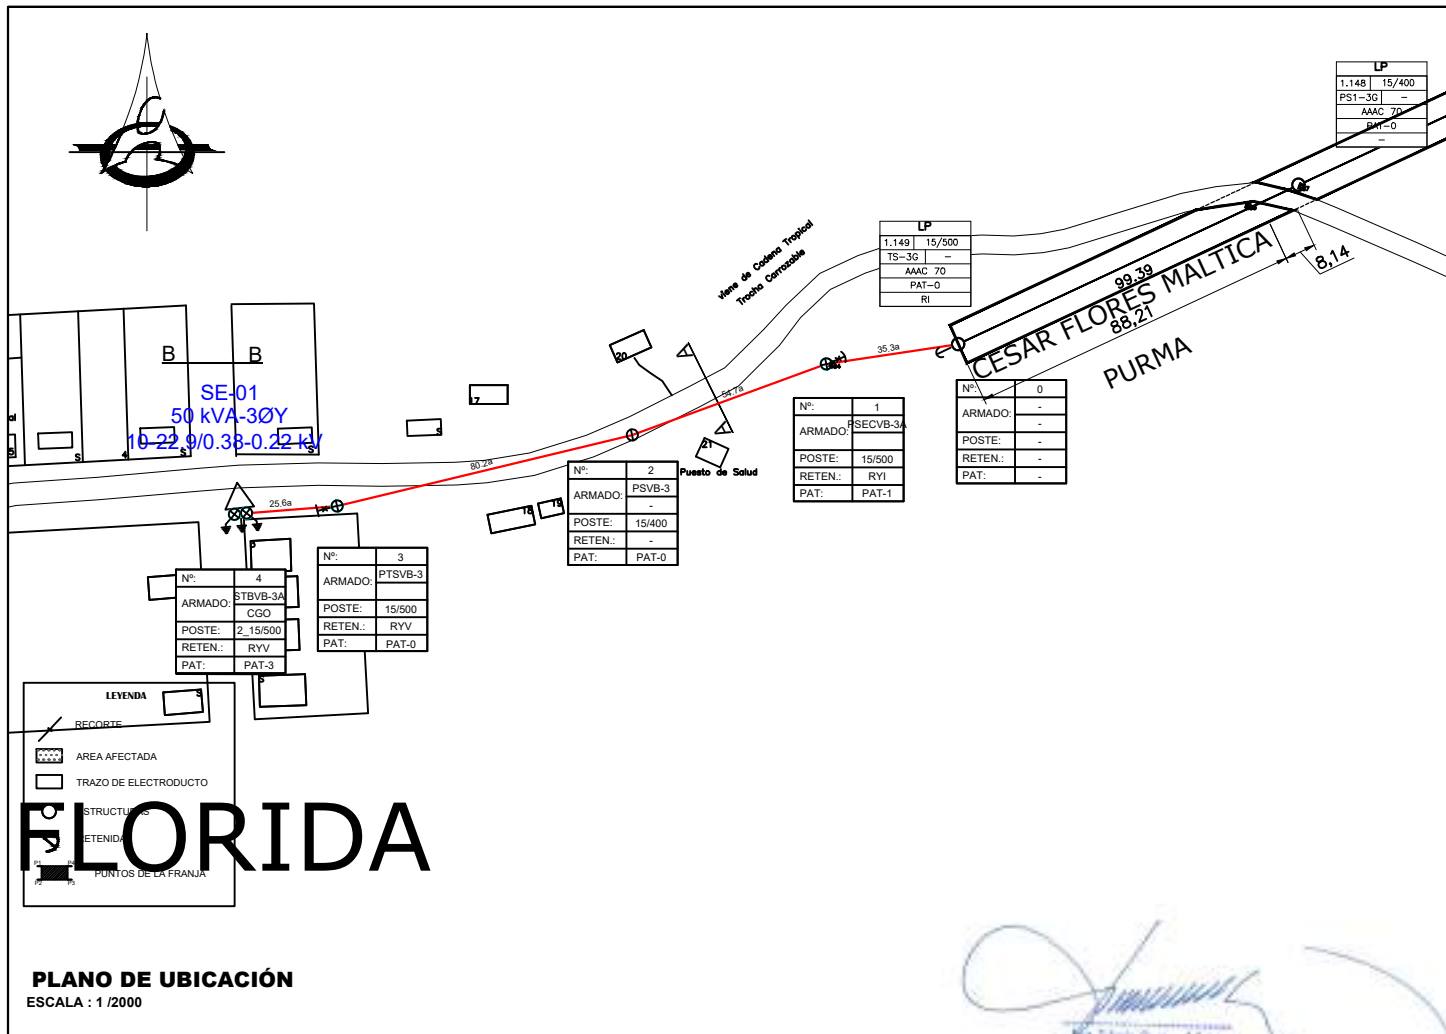 LP
1.148 15/400
PS1-3G -
AAAC 70
PAT-0
-
viene de Cadena Tropical
Trocha Carrozable
LP
1.149 15/500
TS-3G -
AAAC 70
PAT-0
RI
99.39
CESAR FLORES MALTICA
88,21
8,14
PURMA
B B
SE-01
50 kVA-3ØY
10-22.9/0.38-0.22 kV
20
17
S
54.7a
35.3a
80.2a
25.6a
21
Puesto de Salud
18
19
5
S
4
S
S
Nº: 0
ARMADO: -
-
POSTE: -
RETEN.: -
PAT: -
Nº: 1
ARMADO: PSECVB-3A
POSTE: 15/500
RETEN.: RYI
PAT: PAT-1
Nº: 2
ARMADO: PSVB-3
-
POSTE: 15/400
RETEN.: -
PAT: PAT-0
Nº: 3
ARMADO: PTSVB-3
POSTE: 15/500
RETEN.: RYV
PAT: PAT-0
Nº: 4
ARMADO: STBVB-3A
CGO
POSTE: 2_15/500
RETEN.: RYV
PAT: PAT-3
S
S
LEYENDA
RECORTE
AREA AFECTADA
TRAZO DE ELECTRODUCTO
ESTRUCTURAS
RETENIDA
P1 P4
PUNTOS DE LA FRANJA
P2 P3
FLORIDA
PLANO DE UBICACIÓN
ESCALA : 1 /2000